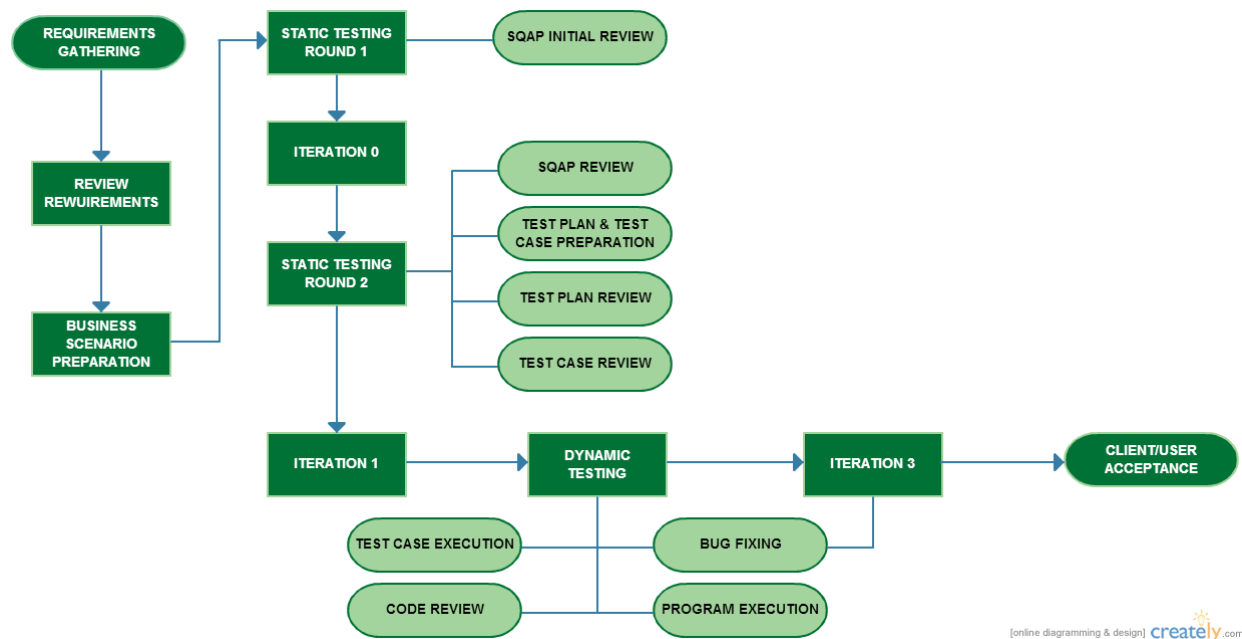 REQUIREMENTS
GATHERING
REVIEW
REWUIREMENTS
BUSINESS
SCENARIO
PREPARATION
STATIC TESTING
ROUND 1
SQAP INITIAL REVIEW
ITERATION 0
STATIC TESTING
ROUND 2
SQAP REVIEW
TEST PLAN & TEST
CASE PREPARATION
TEST PLAN REVIEW
TEST CASE REVIEW
ITERATION 1
DYNAMIC
TESTING
ITERATION 3
CLIENT/USER
ACCEPTANCE
TEST CASE EXECUTION
BUG FIXING
CODE REVIEW
PROGRAM EXECUTION
[online diagramming & design] creately.com